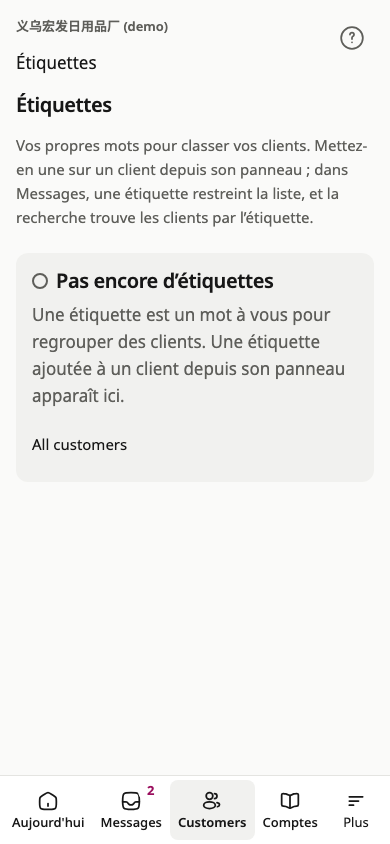 义乌宏发日用品厂 (demo)
Étiquettes
Étiquettes
Vos propres mots pour classer vos clients. Mettez-
en une sur un client depuis son panneau ; dans
Messages, une étiquette restreint la liste, et la
recherche trouve les clients par l’étiquette.
Pas encore d’étiquettes
Une étiquette est un mot à vous pour
regrouper des clients. Une étiquette
ajoutée à un client depuis son panneau
apparaît ici.
All customers
2
Aujourd'hui Messages Customers Comptes Plus